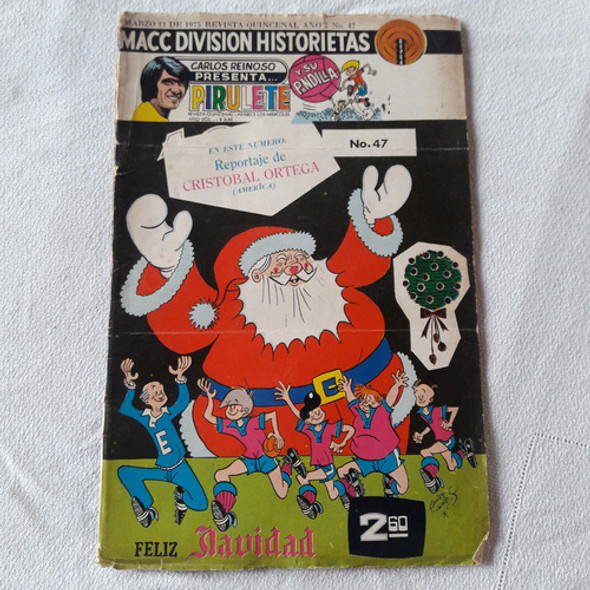 MARZO 11 DE 1975 REVISTA QUINCENAL AÑO 2 No. 47
MACC DIVISION HISTORIETAS
CARLOS REINOSO
PRESENTA...
PIRULETE
Y SU
PANDILLA
EN ESTE NUMERO:
Reportaje de
CRISTOBAL ORTEGA
(AMERICA)
No. 47
E
FELIZ Navidad
2 60